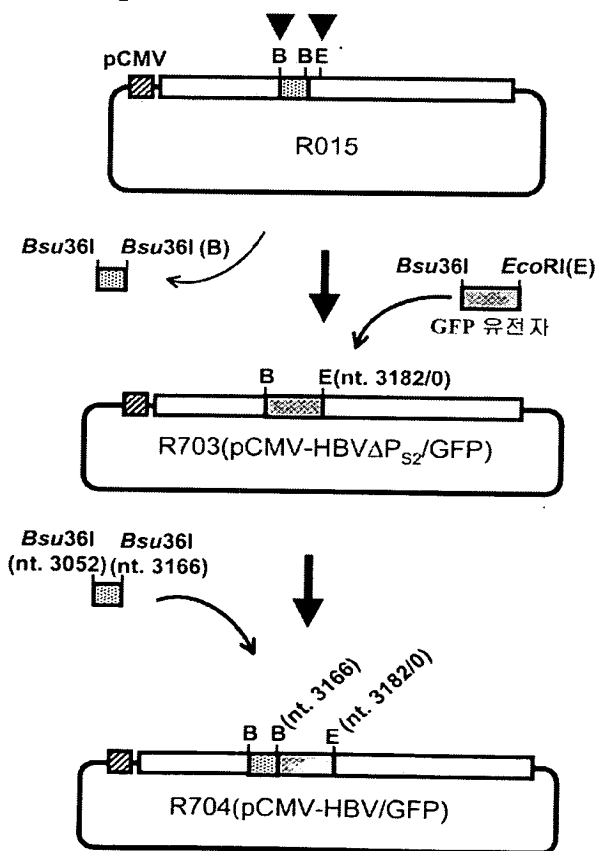 pCMV
B BE
R015
Bsu36I Bsu36I (B)
Bsu36I EcoRI(E)
GFP 유전자
B E(nt. 3182/0)
R703(pCMV-HBVΔPS2/GFP)
Bsu36I Bsu36I
(nt. 3052) (nt. 3166)
B B(nt. 3166) E(nt. 3182/0)
R704(pCMV-HBV/GFP)